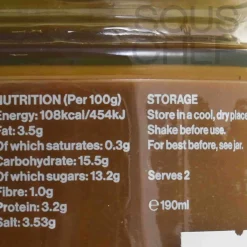 SOUS
CHEF
NUTRITION (Per 100g)
Energy: 108kcal/454kJ
Fat: 3.5g
Of which saturates: 0.3g
Carbohydrate: 15.5g
Of which sugars: 13.2g
Fibre: 1.0g
Protein: 3.2g
Salt: 3.53g
STORAGE
Store in a cool, dry place.
Shake before use.
For best before, see jar.
Serves 2
℮190ml